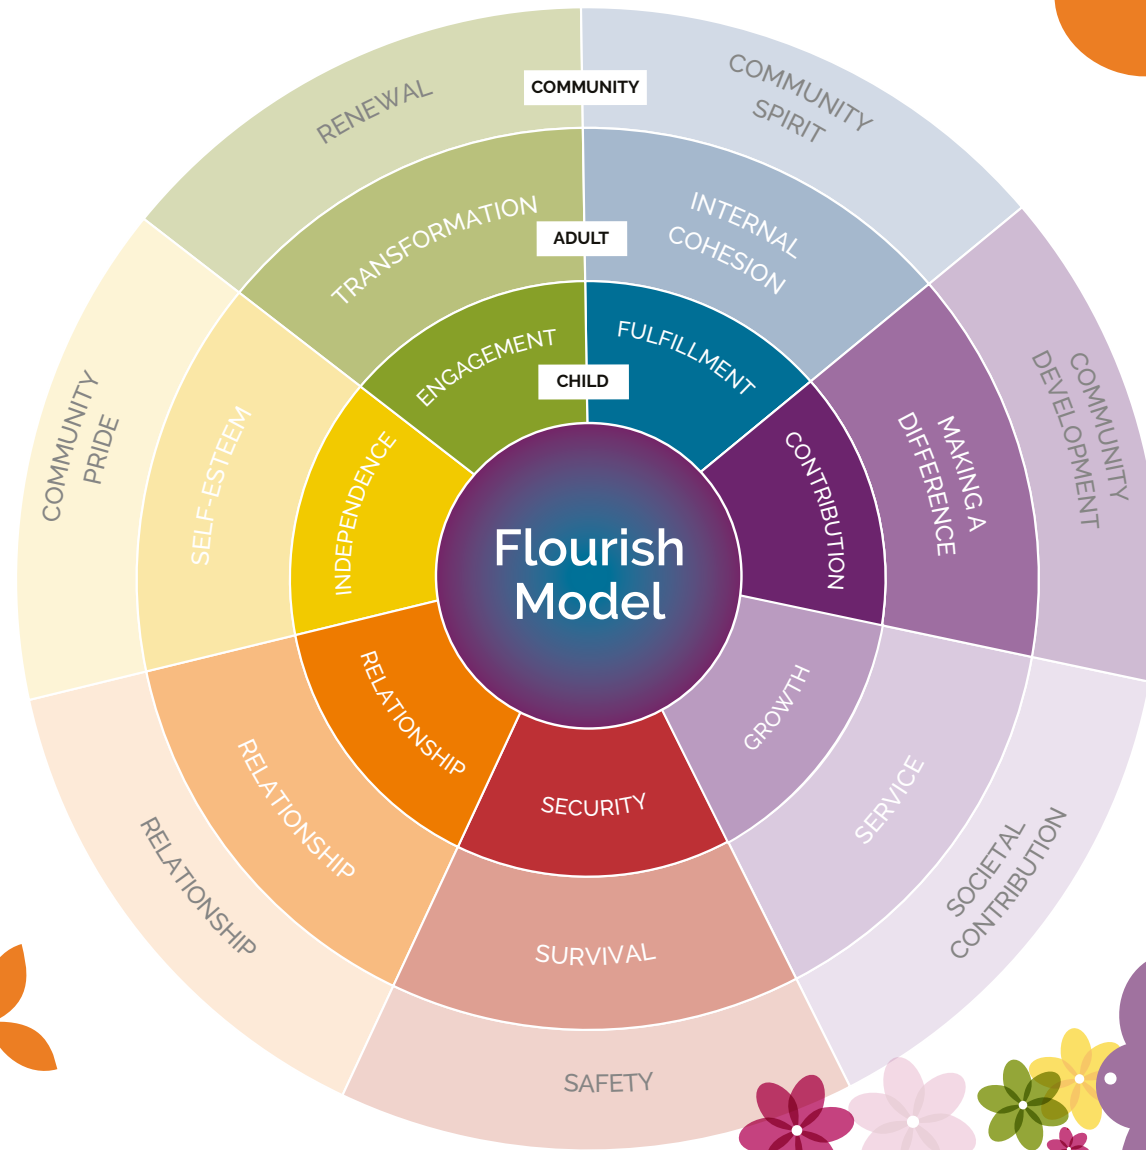 COMMUNITY
ADULT
CHILD
Flourish
Model
RENEWAL
TRANSFORMATION
ENGAGEMENT
COMMUNITY
SPIRIT
INTERNAL
COHESION
FULFILLMENT
COMMUNITY
DEVELOPMENT
MAKING A
DIFFERENCE
CONTRIBUTION
SOCIETAL
CONTRIBUTION
SERVICE
GROWTH
SAFETY
SURVIVAL
SECURITY
RELATIONSHIP
RELATIONSHIP
RELATIONSHIP
COMMUNITY
PRIDE
SELF-ESTEEM
INDEPENDENCE